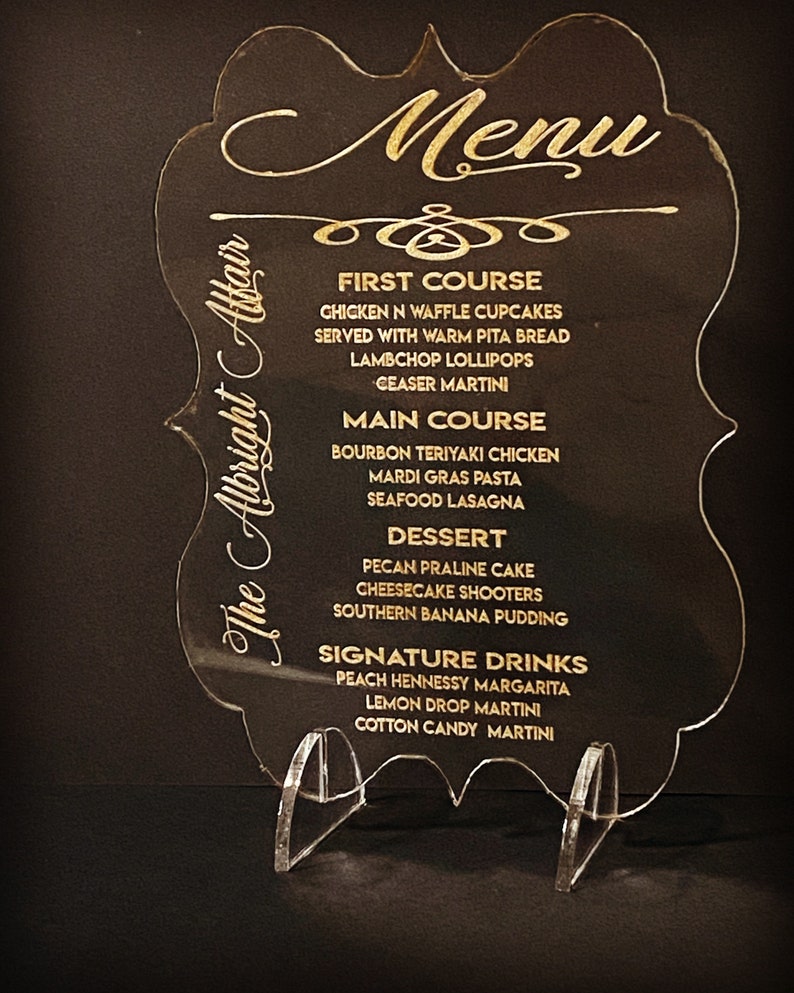 Menu
The Albright Affair
FIRST COURSE
CHICKEN N WAFFLE CUPCAKES
SERVED WITH WARM PITA BREAD
LAMBCHOP LOLLIPOPS
CEASER MARTINI
MAIN COURSE
BOURBON TERIYAKI CHICKEN
MARDI GRAS PASTA
SEAFOOD LASAGNA
DESSERT
PECAN PRALINE CAKE
CHEESECAKE SHOOTERS
SOUTHERN BANANA PUDDING
SIGNATURE DRINKS
PEACH HENNESSY MARGARITA
LEMON DROP MARTINI
COTTON CANDY MARTINI